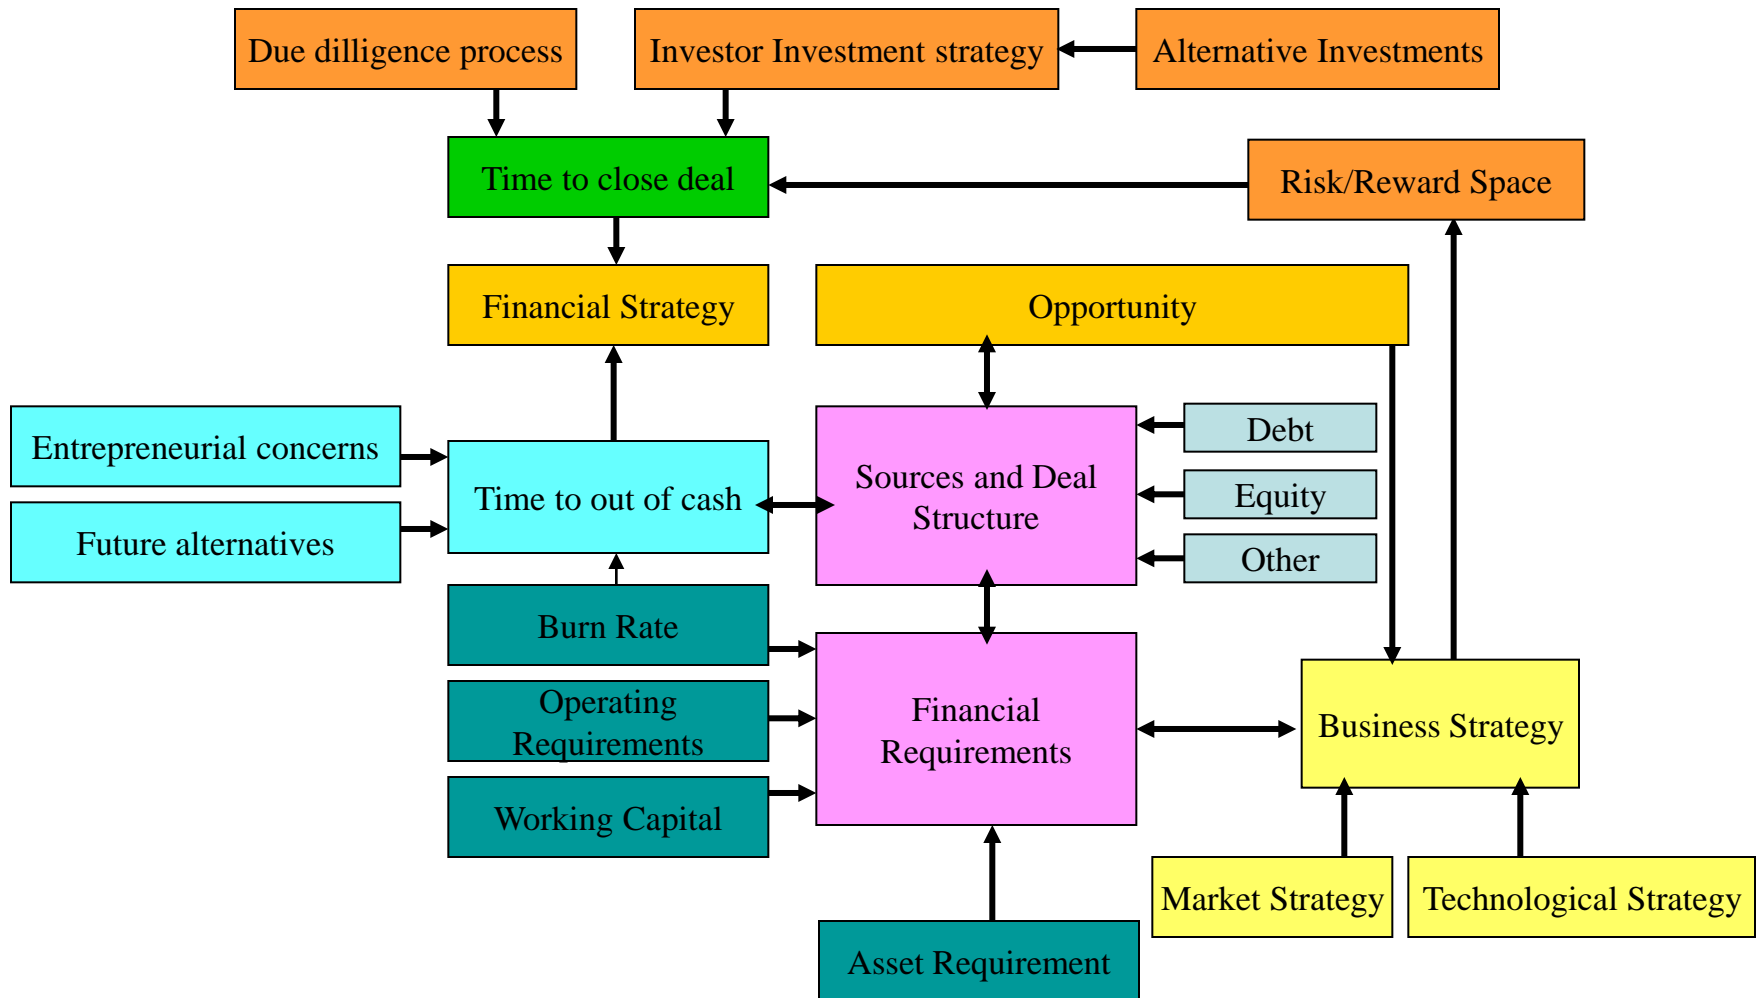 Due dilligence process
Investor Investment strategy
Alternative Investments
Time to close deal
Risk/Reward Space
Financial Strategy
Opportunity
Entrepreneurial concerns
Future alternatives
Time to out of cash
Sources and Deal
Structure
Debt
Equity
Other
Burn Rate
Operating
Requirements
Working Capital
Financial
Requirements
Business Strategy
Market Strategy
Technological Strategy
Asset Requirement